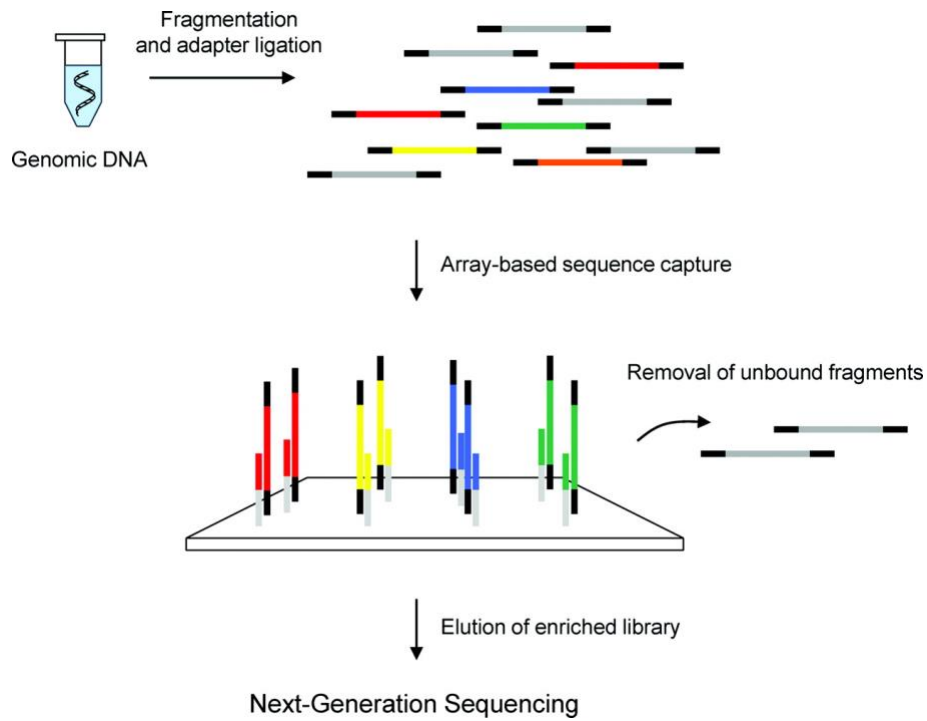 Fragmentation
and adapter ligation
Genomic DNA
Array-based sequence capture
Removal of unbound fragments
Elution of enriched library
Next-Generation Sequencing